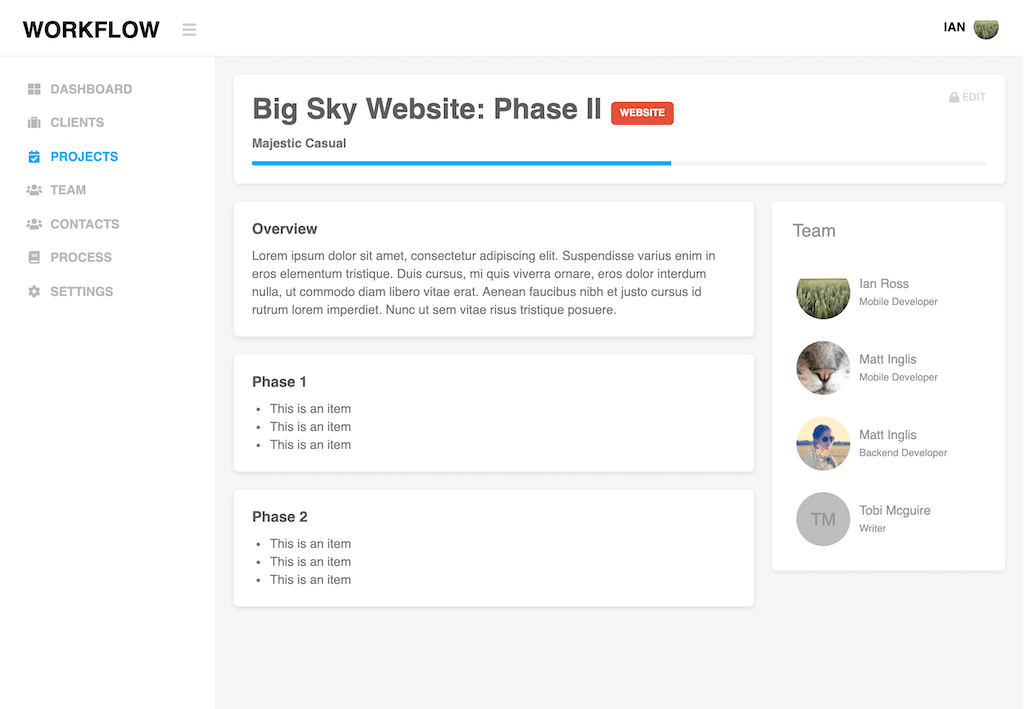 WORKFLOW
IAN
DASHBOARD
CLIENTS
PROJECTS
TEAM
CONTACTS
PROCESS
SETTINGS
Big Sky Website: Phase II WEBSITE
EDIT
Majestic Casual
Overview
Lorem ipsum dolor sit amet, consectetur adipiscing elit. Suspendisse varius enim in
eros elementum tristique. Duis cursus, mi quis viverra ornare, eros dolor interdum
nulla, ut commodo diam libero vitae erat. Aenean faucibus nibh et justo cursus id
rutrum lorem imperdiet. Nunc ut sem vitae risus tristique posuere.
Phase 1
• This is an item
• This is an item
• This is an item
Phase 2
• This is an item
• This is an item
• This is an item
Team
Ian Ross
Mobile Developer
Matt Inglis
Mobile Developer
Matt Inglis
Backend Developer
TM
Tobi Mcguire
Writer